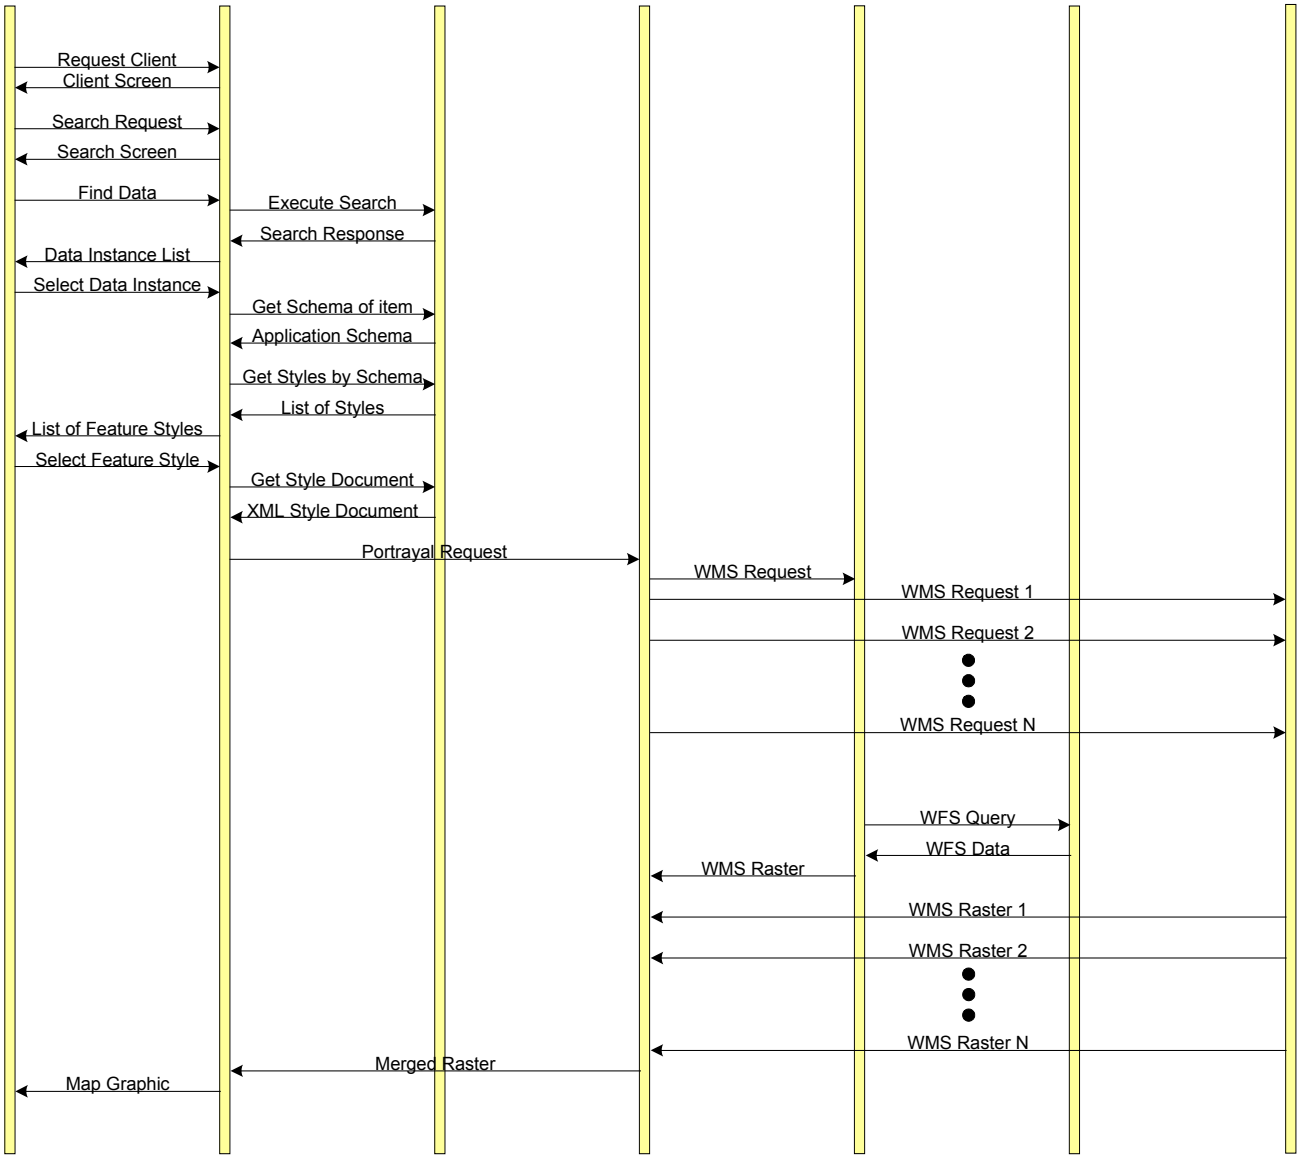 Request Client
Client Screen
Search Request
Search Screen
Find Data
Execute Search
Search Response
Data Instance List
Select Data Instance
Get Schema of item
Application Schema
Get Styles by Schema
List of Styles
List of Feature Styles
Select Feature Style
Get Style Document
XML Style Document
Portrayal Request
WMS Request
WMS Request 1
WMS Request 2
WMS Request N
WFS Query
WFS Data
WMS Raster
WMS Raster 1
WMS Raster 2
WMS Raster N
Merged Raster
Map Graphic